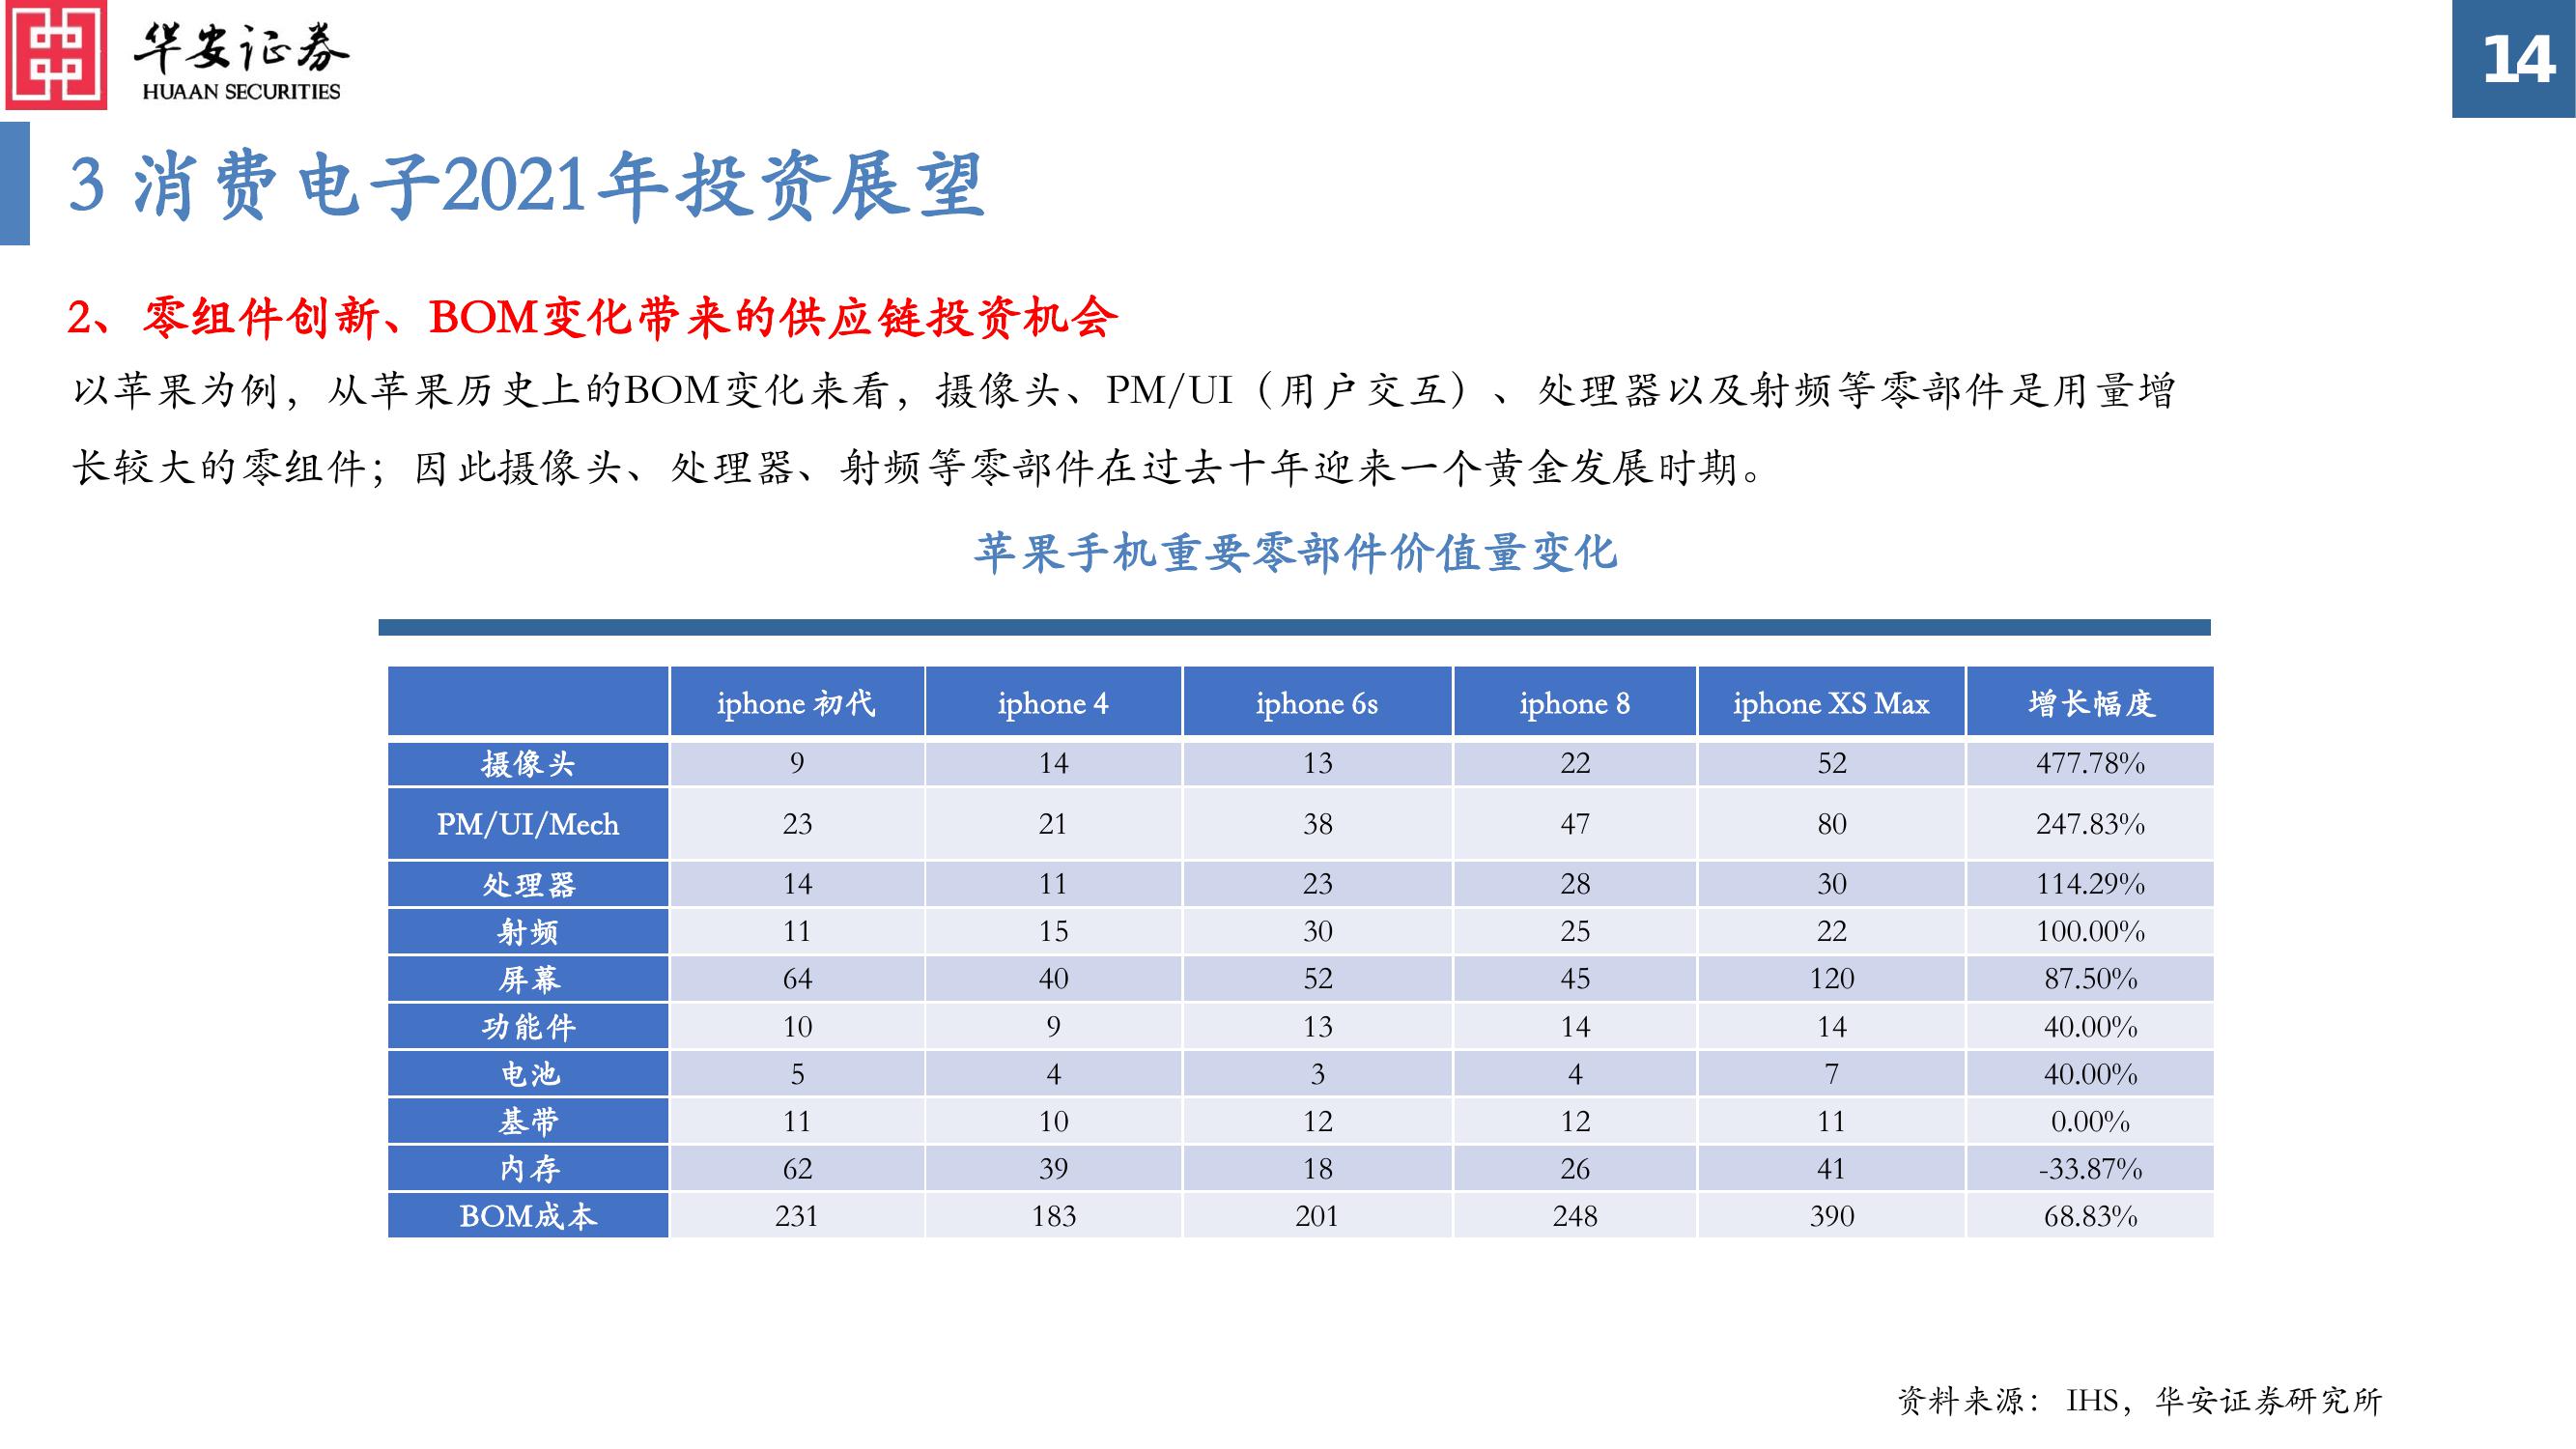 华安证券
HUAAN SECURITIES
14
3 消费电子2021年投资展望
2、零组件创新、BOM变化带来的供应链投资机会
以苹果为例，从苹果历史上的BOM变化来看，摄像头、PM/UI（用户交互）、处理器以及射频等零部件是用量增
长较大的零组件；因此摄像头、处理器、射频等零部件在过去十年迎来一个黄金发展时期。
苹果手机重要零部件价值量变化
iphone 初代 iphone 4 iphone 6s iphone 8 iphone XS Max 增长幅度
摄像头 9 14 13 22 52 477.78%
PM/UI/Mech 23 21 38 47 80 247.83%
处理器 14 11 23 28 30 114.29%
射频 11 15 30 25 22 100.00%
屏幕 64 40 52 45 120 87.50%
功能件 10 9 13 14 14 40.00%
电池 5 4 3 4 7 40.00%
基带 11 10 12 12 11 0.00%
内存 62 39 18 26 41 -33.87%
BOM成本 231 183 201 248 390 68.83%
资料来源： IHS，华安证券研究所